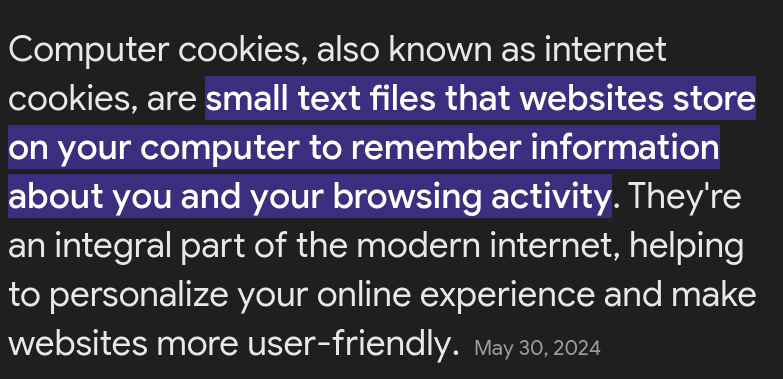 Computer cookies, also known as internet
cookies, are small text files that websites store
on your computer to remember information
about you and your browsing activity. They're
an integral part of the modern internet, helping
to personalize your online experience and make
websites more user-friendly. May 30, 2024